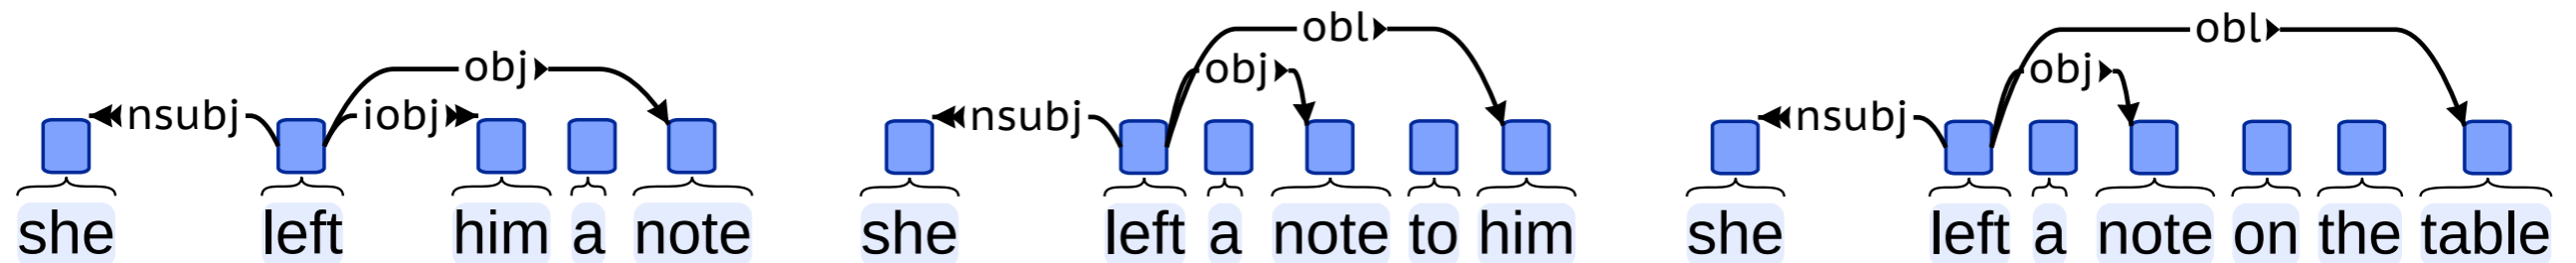 obl obl
obj obj obj
nsubj iobj nsubj nsubj
she left him a note she left a note to him she left a note on the table